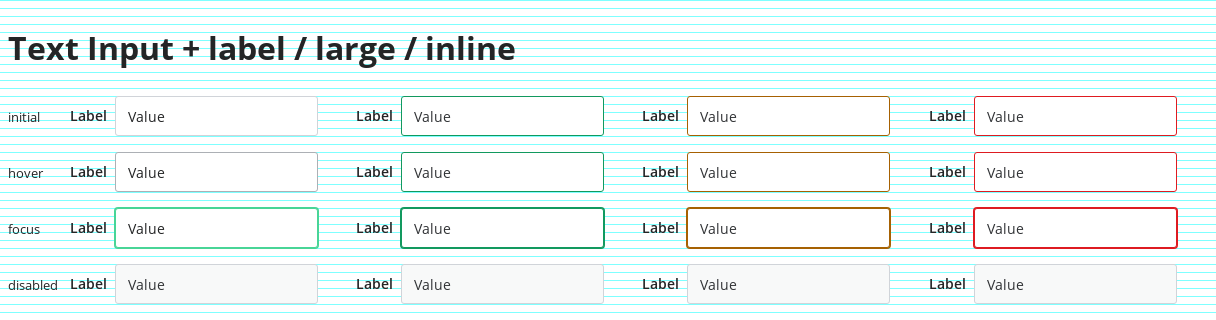 Text Input + label / large / inline
initial Label Value Label Value Label Value Label Value
hover Label Value Label Value Label Value Label Value
focus Label Value Label Value Label Value Label Value
disabled Label Value Label Value Label Value Label Value